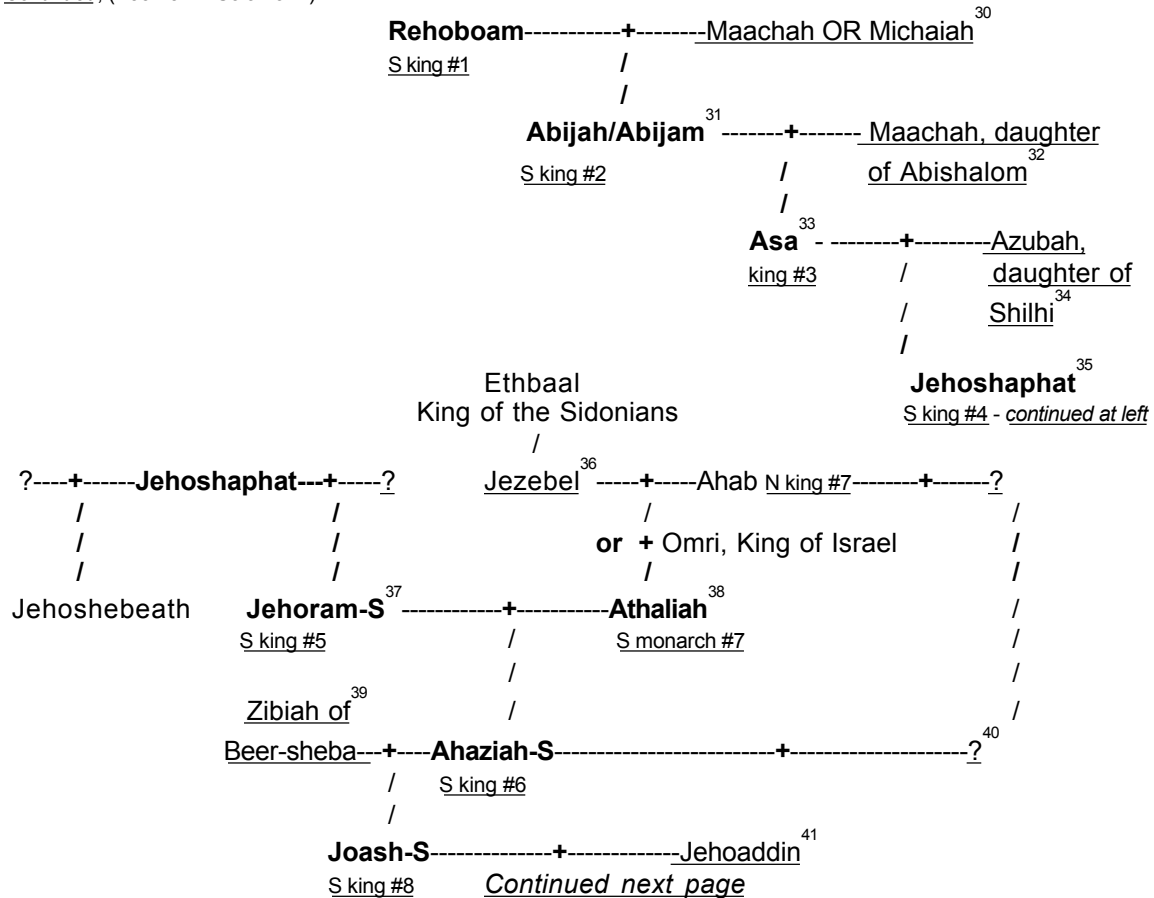 Rehoboam-----------+--------Maachah OR Michaiah30
S king #1 /
/
Abijah/Abijam31 -------+------- Maachah, daughter
S king #2 / of Abishalom32
/
Asa33 - --------+---------Azubah,
king #3 / daughter of
/ Shilhi34
/
Ethbaal Jehoshaphat35
King of the Sidonians S king #4 - continued at left
/
?----+------Jehoshaphat---+-----? Jezebel36 -----+-----Ahab N king #7--------+-------?
/ / / /
/ / or + Omri, King of Israel /
/ / / /
Jehoshebeath Jehoram-S37 ------------+-----------Athaliah38 /
S king #5 / S monarch #7 /
/ /
Zibiah of39 / /
Beer-sheba---+----Ahaziah-S-----------------------+-------------------?40
/ S king #6
/
Joash-S--------------+-------------Jehoaddin41
S king #8 Continued next page